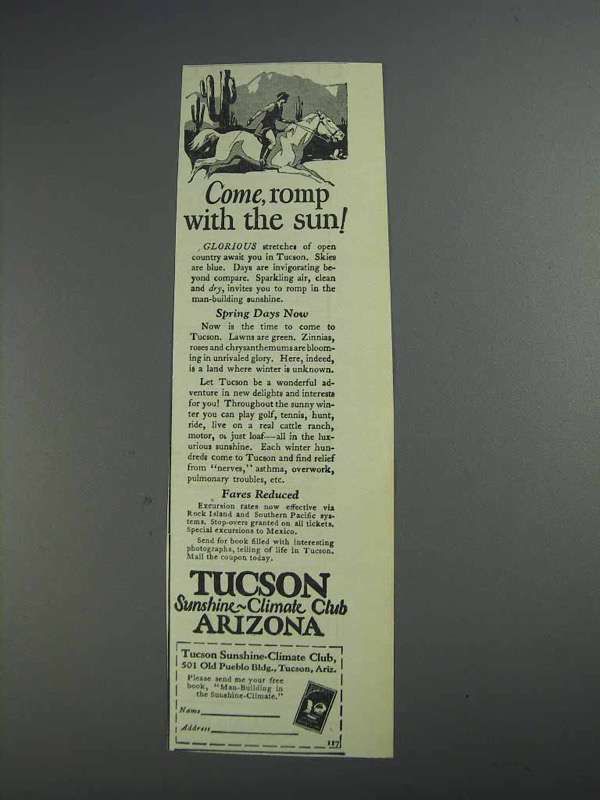 Come, romp
with the sun!
GLORIOUS stretches of open
country await you in Tucson. Skies
are blue. Days are invigorating be-
yond compare. Sparkling air, clean
and dry, invites you to romp in the
man-building sunshine.
Spring Days Now
Now is the time to come to
Tucson. Lawns are green. Zinnias,
roses and chrysanthemums are bloom-
ing in unrivaled glory. Here, indeed,
is a land where winter is unknown.
Let Tucson be a wonderful ad-
venture in new delights and interests
for you! Throughout the sunny win-
ter you can play golf, tennis, hunt,
ride, live on a real cattle ranch,
motor, or just loaf—all in the lux-
urious sunshine. Each winter hun-
dreds come to Tucson and find relief
from "nerves," asthma, overwork,
pulmonary troubles, etc.
Fares Reduced
Excursion rates now effective via
Rock Island and Southern Pacific sys-
tems. Stop-overs granted on all tickets.
Special excursions to Mexico.
Send for book filled with interesting
photographs, telling of life in Tucson.
Mail the coupon today.
TUCSON
Sunshine~Climate Club
ARIZONA
Tucson Sunshine-Climate Club,
501 Old Pueblo Bldg., Tucson, Ariz.
Please send me your free
book, "Man-Building in
the Sunshine-Climate."
Name
Address
117